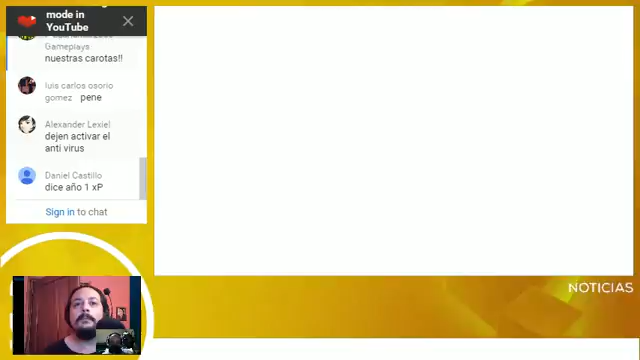 mode in
YouTube
Gameplays
nuestras carotas!!
luis carlos osorio
gomez pene
Alexander Lexiel
dejen activar el
anti virus
Daniel Castillo
dice año 1 xP
Sign in to chat
NOTICIAS